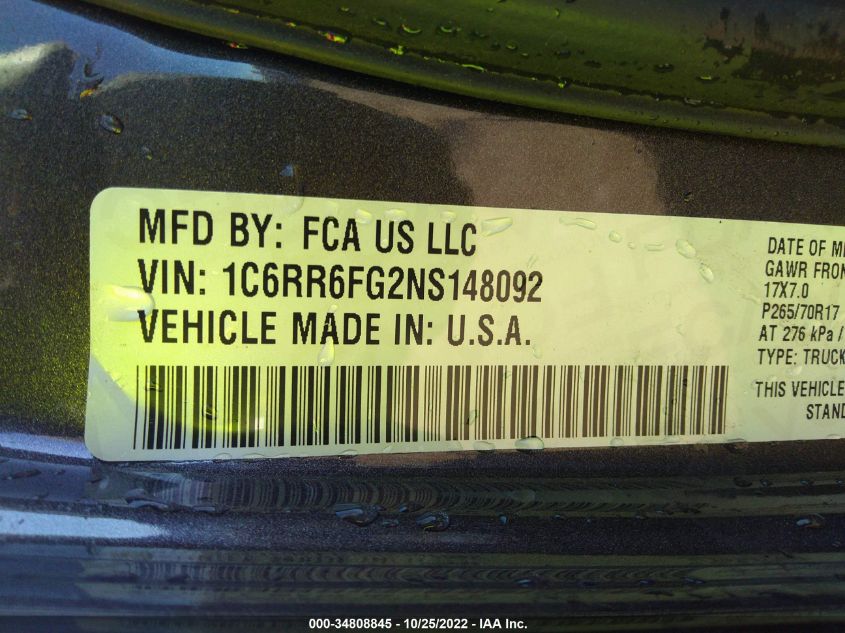 MFD BY: FCA US LLC
VIN: 1C6RR6FG2NS148092
VEHICLE MADE IN: U.S.A.
DATE OF M
GAWR FRON
17X7.0
P265/70R17
AT 276 kPa /
TYPE: TRUCK
THIS VEHICLE
STAND
000-34808845 - 10/25/2022 - IAA Inc.